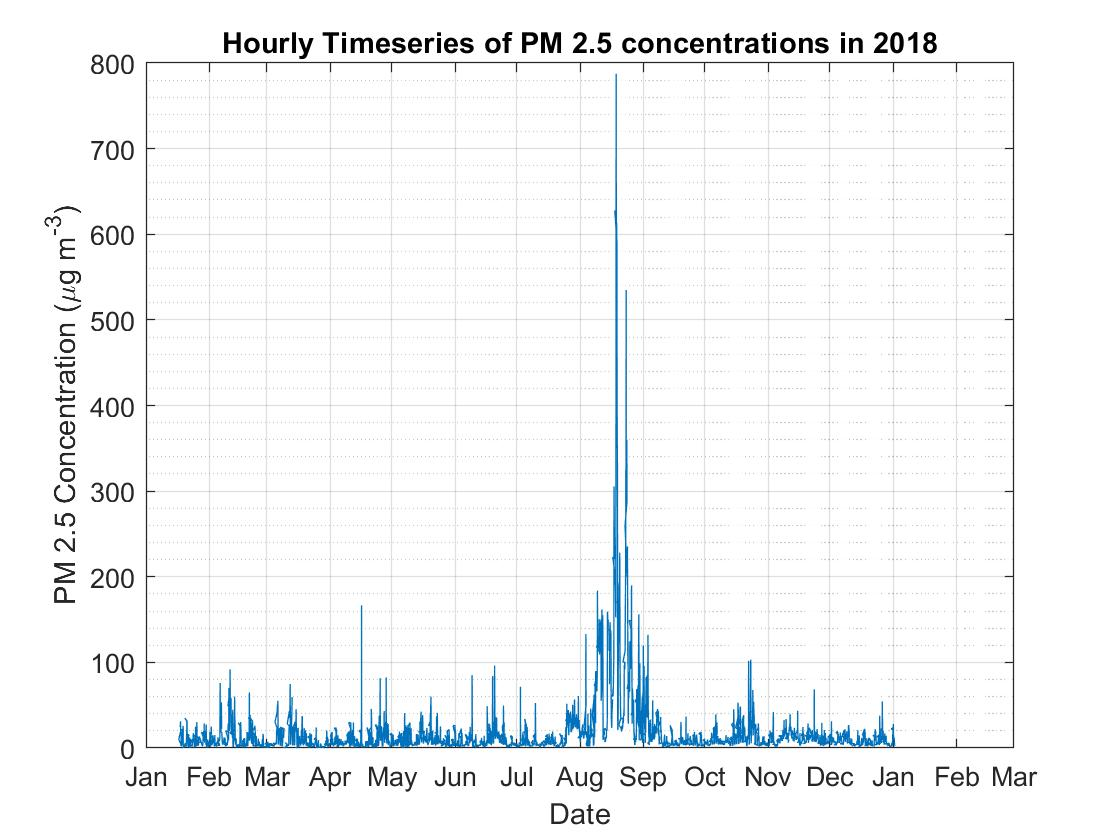 Hourly Timeseries of PM 2.5 concentrations in 2018
PM 2.5 Concentration (μg m-3)
800
700
600
500
400
300
200
100
0
Jan Feb Mar Apr May Jun Jul Aug Sep Oct Nov Dec Jan Feb Mar
Date